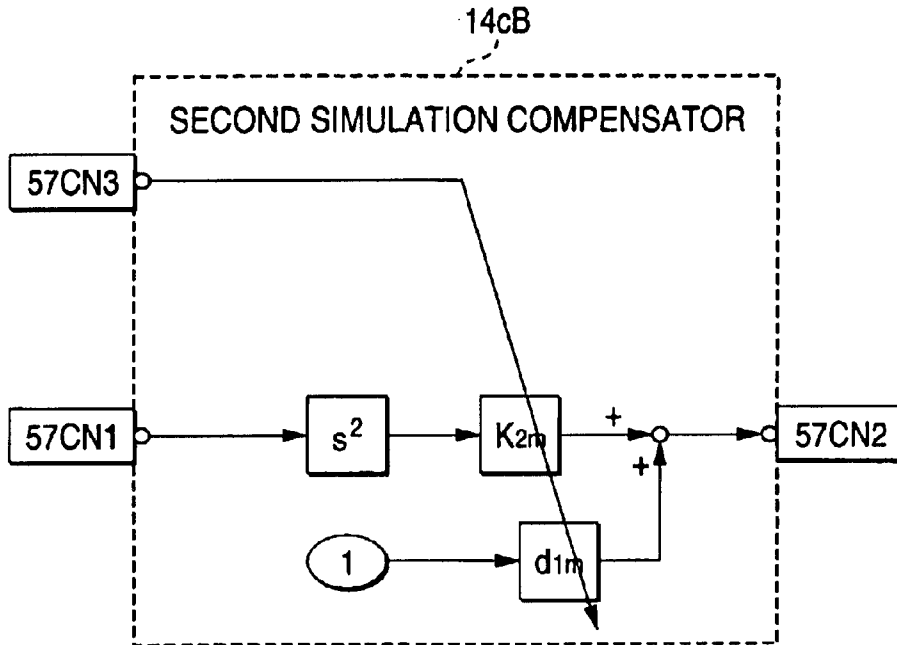 14cB
SECOND SIMULATION COMPENSATOR
57CN3
57CN1
s²
K2m
+
+
57CN2
1
d1m